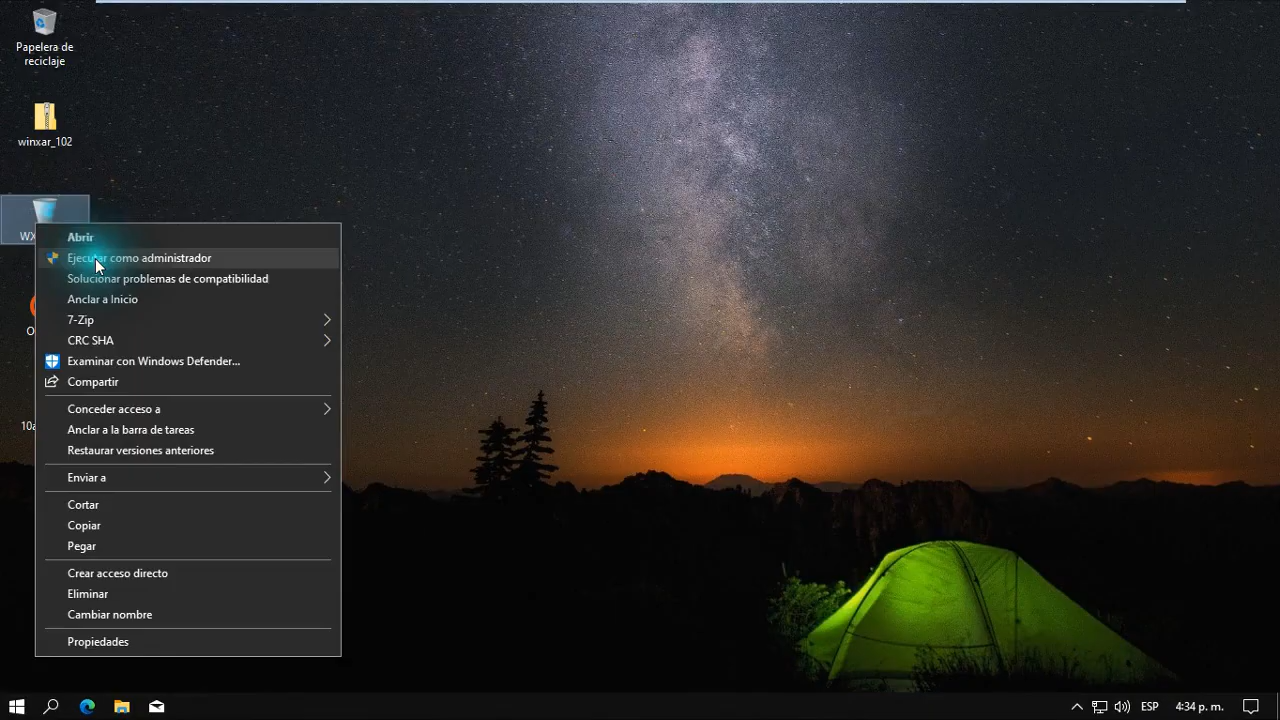 Papelera de
reciclaje
winxar_102
WX
Abrir
Ejecutar como administrador
Solucionar problemas de compatibilidad
Anclar a Inicio
7-Zip
CRC SHA
Examinar con Windows Defender...
Compartir
Conceder acceso a
Anclar a la barra de tareas
Restaurar versiones anteriores
Enviar a
Cortar
Copiar
Pegar
Crear acceso directo
Eliminar
Cambiar nombre
Propiedades
ESP
4:34 p. m.